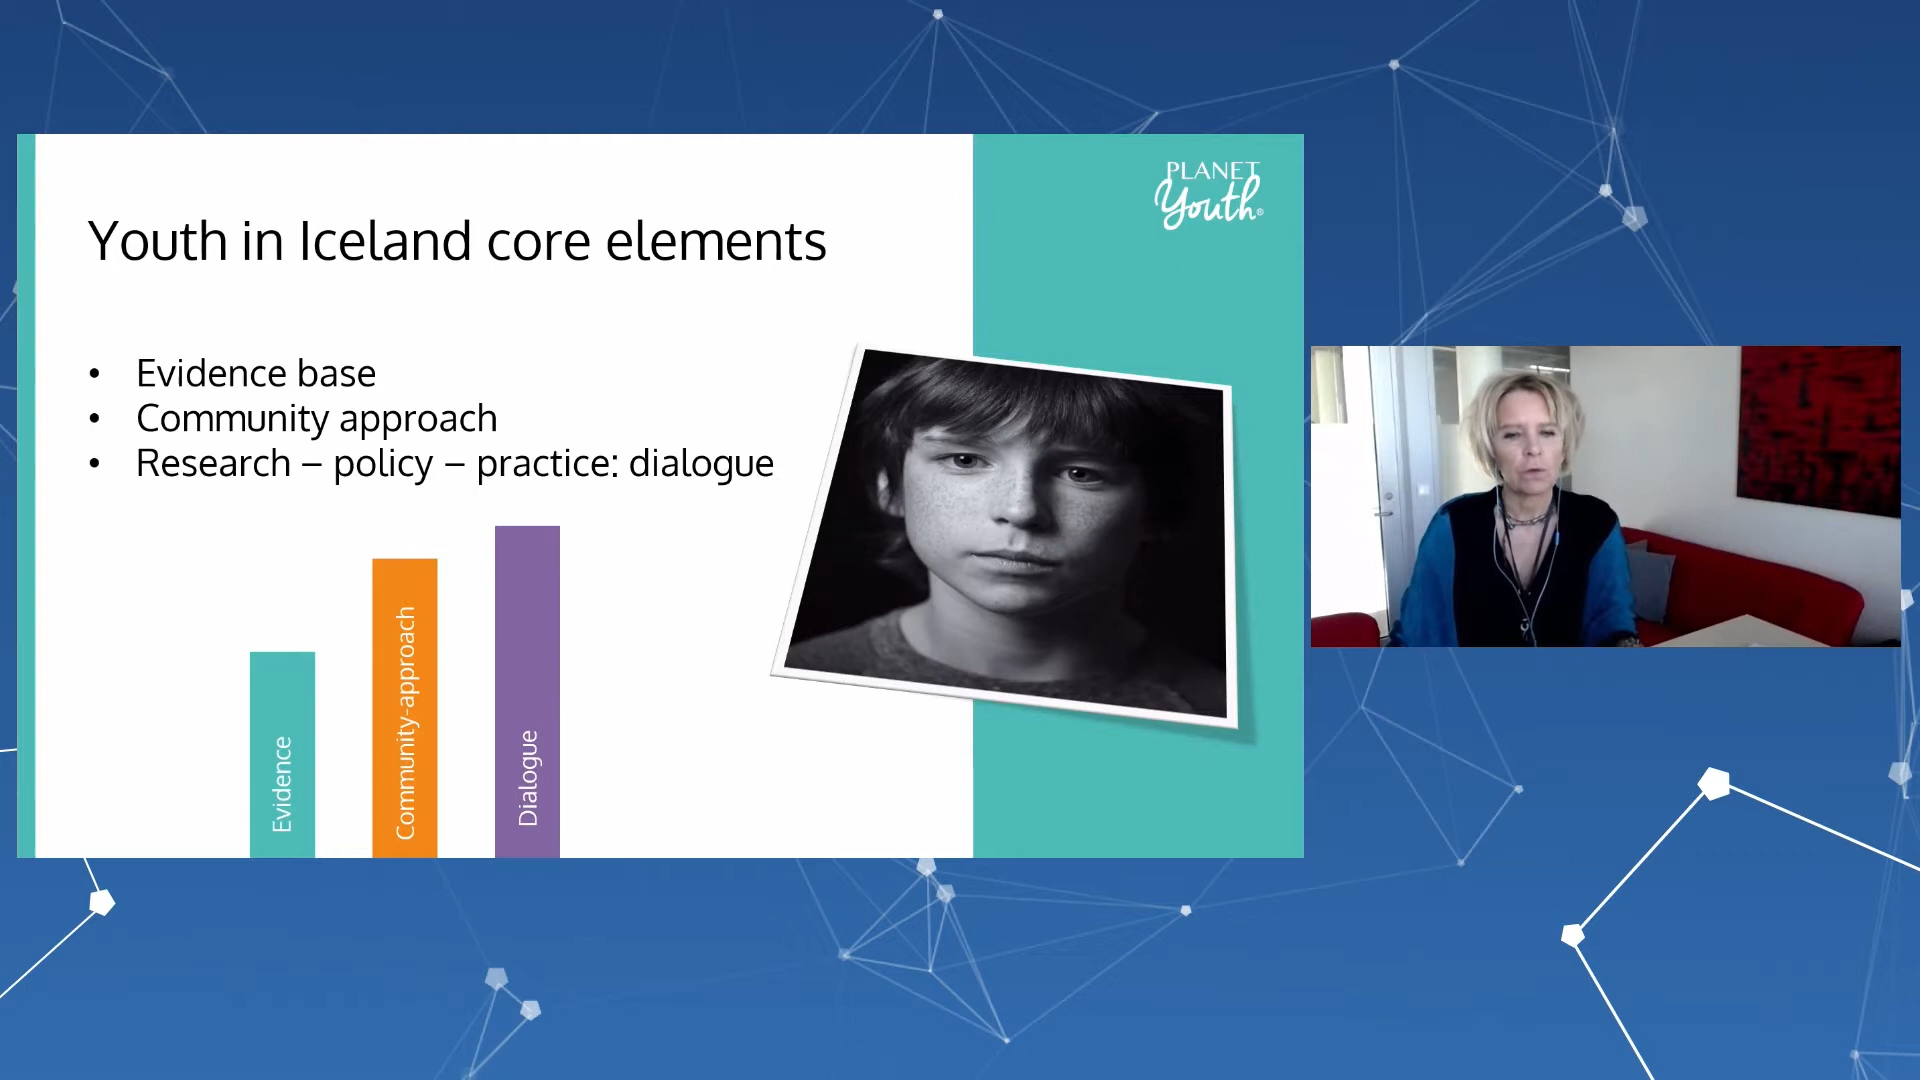 PLANET
Youth®
Youth in Iceland core elements
• Evidence base
• Community approach
• Research – policy – practice: dialogue
Evidence
Community-approach
Dialogue